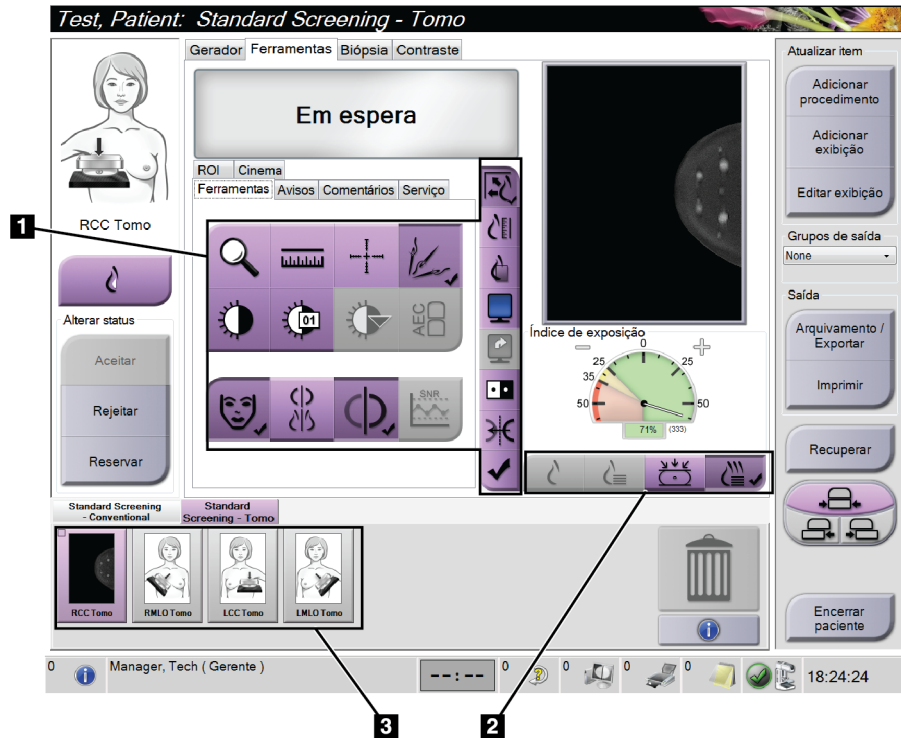 Test, Patient: Standard Screening - Tomo
Gerador Ferramentas Biópsia Contraste
Em espera
ROI Cinema
Ferramentas Avisos Comentários Serviço
01
AEC
SNR
RCC Tomo
1
Alterar status
Aceitar
Rejeitar
Reservar
Índice de exposição
0
25 25
35
50 50
71% (333)
Atualizar item
Adicionar
procedimento
Adicionar
exibição
Editar exibição
Grupos de saída
None
Saída
Arquivamento /
Exportar
Imprimir
Recuperar
Encerrar
paciente
Standard Screening
- Conventional
Standard
Screening - Tomo
RCC Tomo RMLO Tomo LCC Tomo LMLO Tomo
0 Manager, Tech ( Gerente ) --:-- 0 0 0 0 18:24:24
3 2